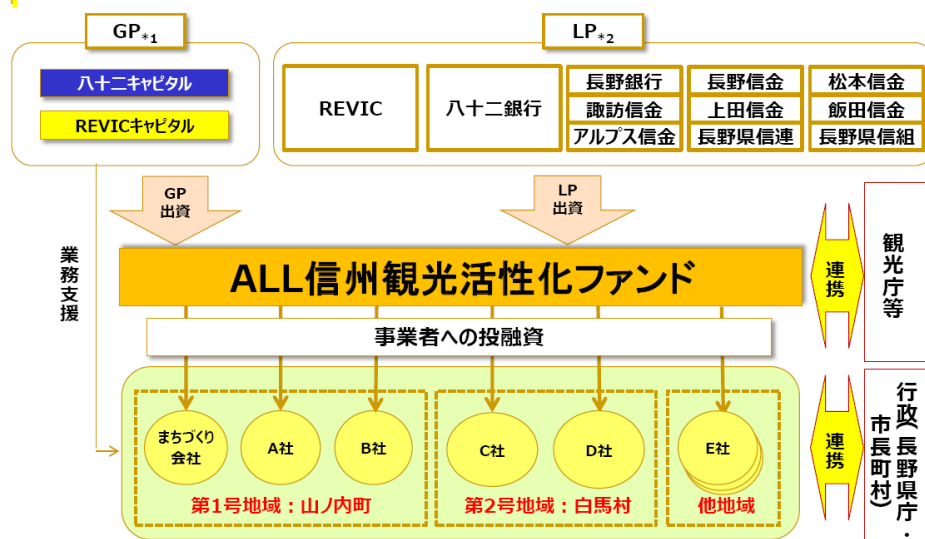 GP*1
八十二キャピタル
REVICキャピタル
LP*2
REVIC
八十二銀行
長野銀行
長野信金
松本信金
諏訪信金
上田信金
飯田信金
アルプス信金
長野県信連
長野県信組
GP
出資
LP
出資
業務支援
ALL信州観光活性化ファンド
連携
観光庁等
事業者への投融資
まちづくり
会社
A社
B社
C社
D社
E社
第1号地域：山ノ内町
第2号地域：白馬村
他地域
連携
行政（長野県庁・
市長町村）